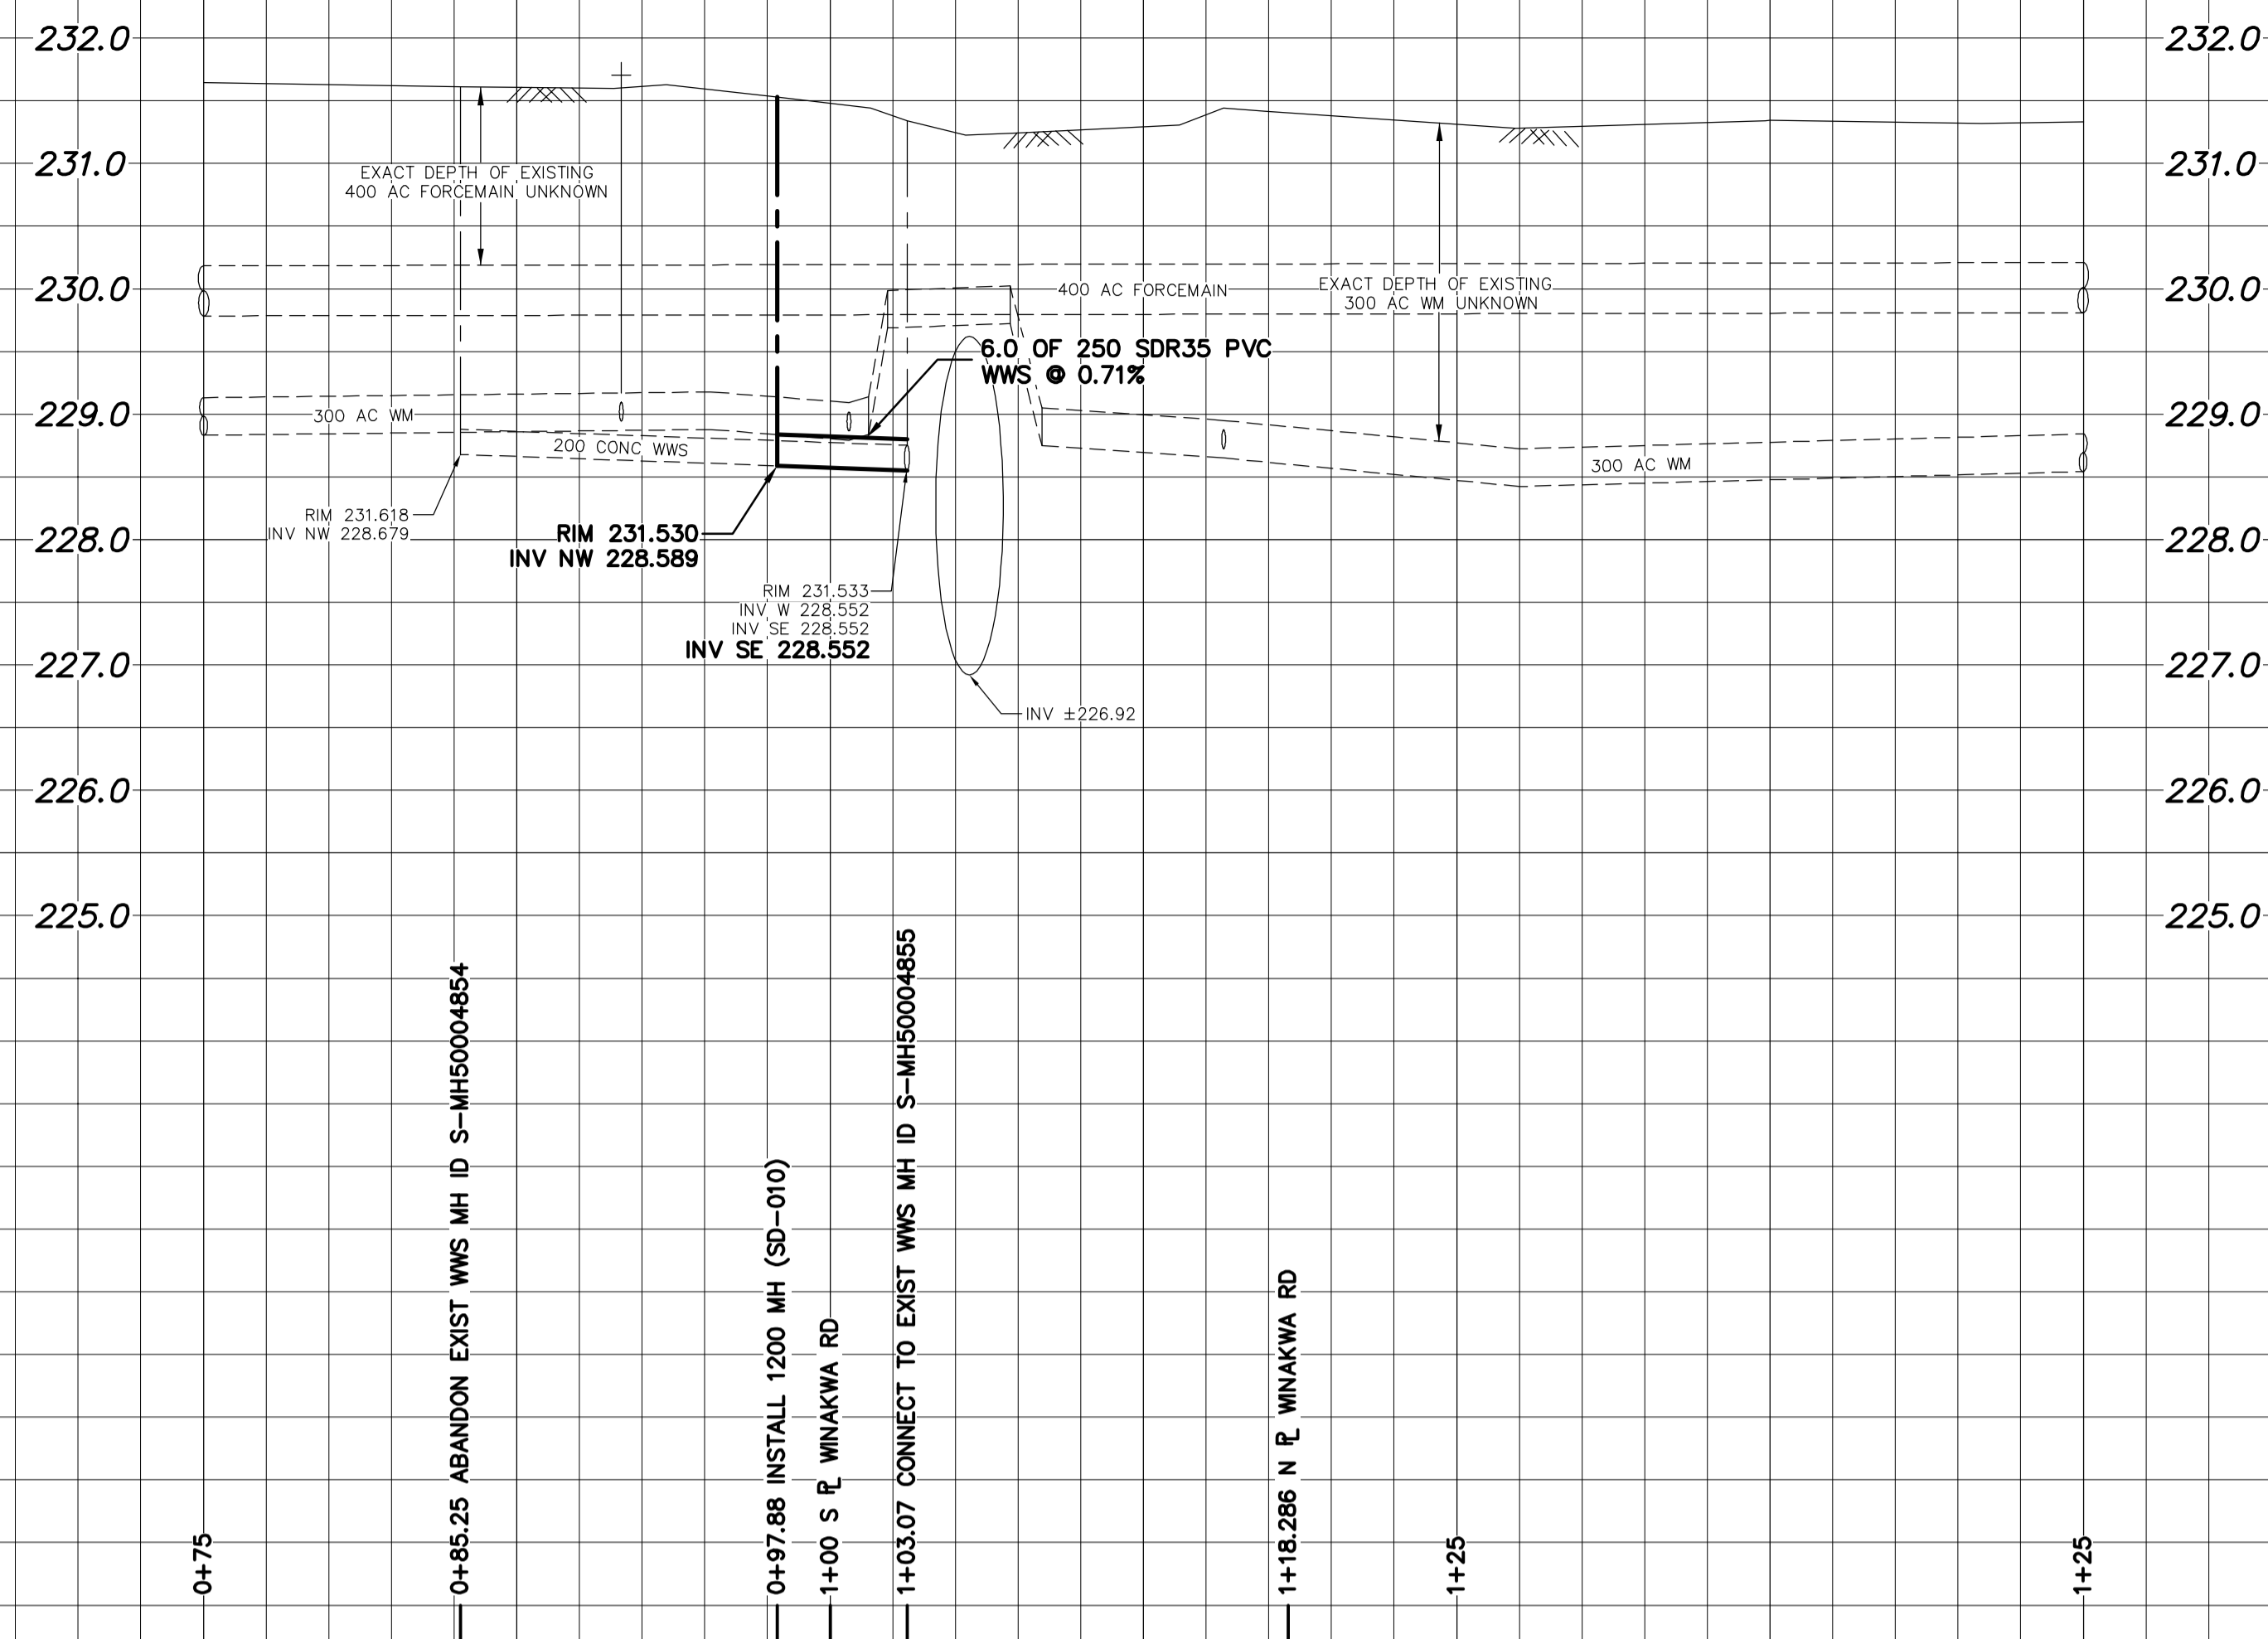 232.0
232.0
231.0
231.0
EXACT DEPTH OF EXISTING
400 AC FORCEMAIN UNKNOWN
230.0
230.0
400 AC FORCEMAIN
EXACT DEPTH OF EXISTING
300 AC WM UNKNOWN
6.0 OF 250 SDR35 PVC
WWS @ 0.71%
229.0
229.0
300 AC WM
200 CONC WWS
300 AC WM
RIM 231.618
INV NW 228.679
228.0
228.0
RIM 231.530
INV NW 228.589
RIM 231.533
INV W 228.552
INV SE 228.552
INV SE 228.552
227.0
227.0
INV ±226.92
226.0
226.0
225.0
225.0
0+75
0+85.25 ABANDON EXIST WWS MH ID S-MH50004854
0+97.88 INSTALL 1200 MH (SD-010)
1+00 S PL WINAKWA RD
1+03.07 CONNECT TO EXIST WWS MH ID S-MH50004855
1+18.286 N PL WINAKWA RD
1+25
1+25